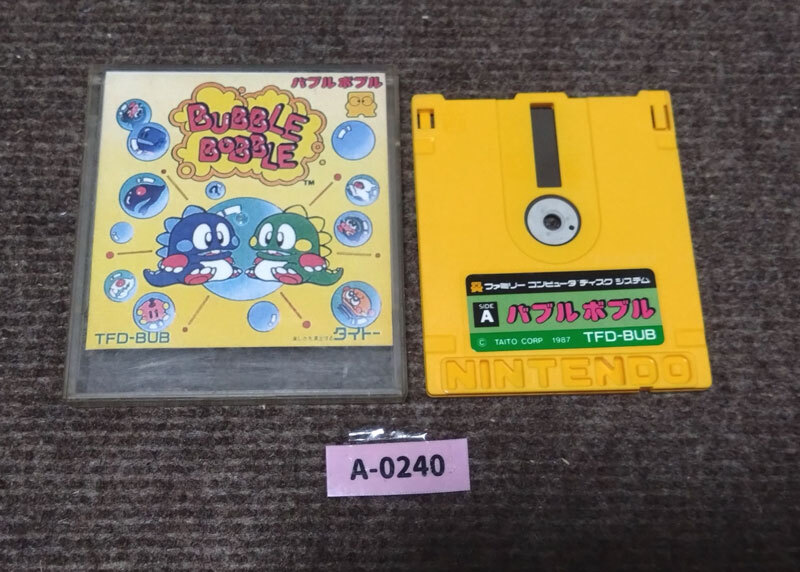 バブルボブル
BUBBLE
BOBBLE
TM
TFD-BUB
タイトー
ファミリー コンピュータ ディスク システム
SIDE
A
バブルボブル
© TAITO CORP 1987
TFD-BUB
NINTENDO
A-0240